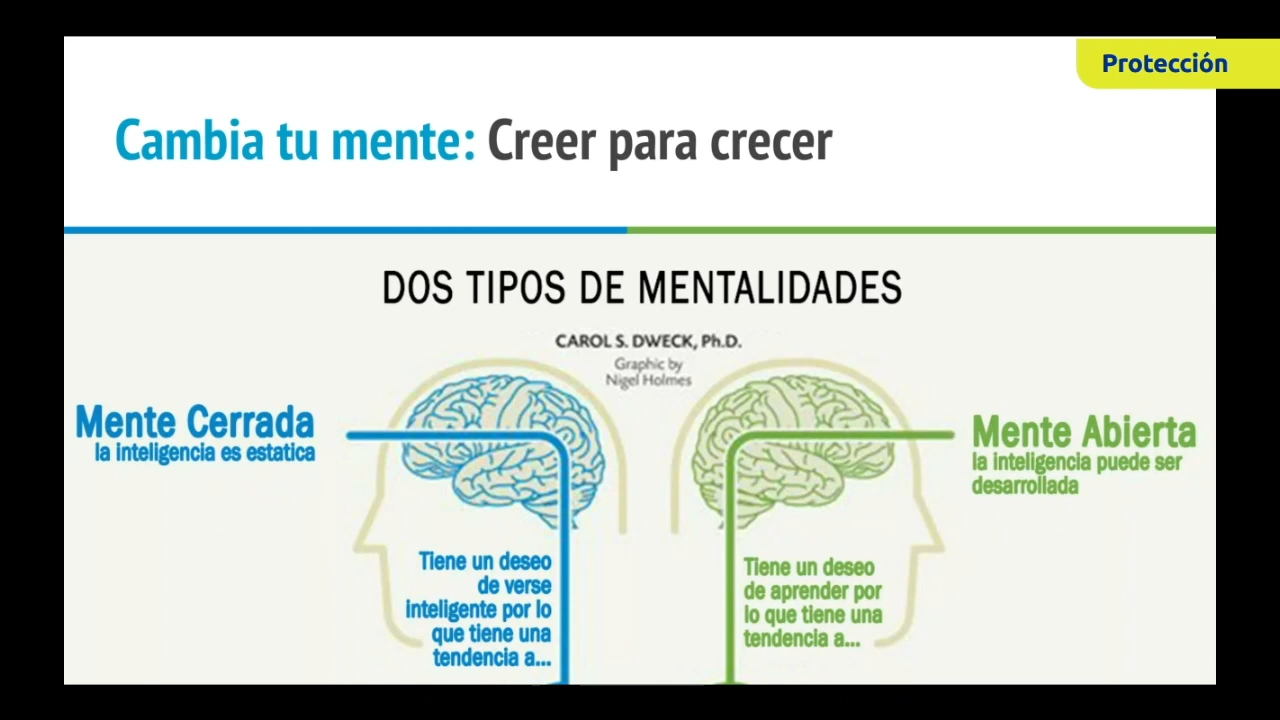 Protección
Cambia tu mente: Creer para crecer
DOS TIPOS DE MENTALIDADES
CAROL S. DWECK, Ph.D.
Graphic by
Nigel Holmes
Mente Cerrada
la inteligencia es estatica
Tiene un deseo
de verse
inteligente por lo
que tiene una
tendencia a...
Mente Abierta
la inteligencia puede ser
desarrollada
Tiene un deseo
de aprender por
lo que tiene una
tendencia a...